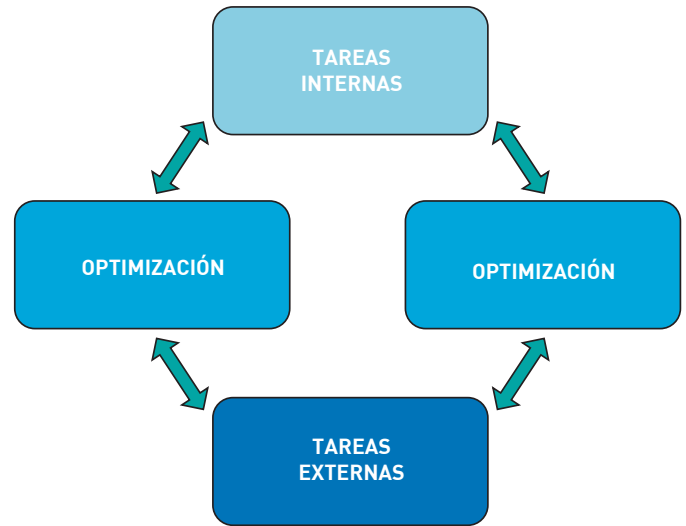 TAREAS
INTERNAS
OPTIMIZACIÓN
OPTIMIZACIÓN
TAREAS
EXTERNAS